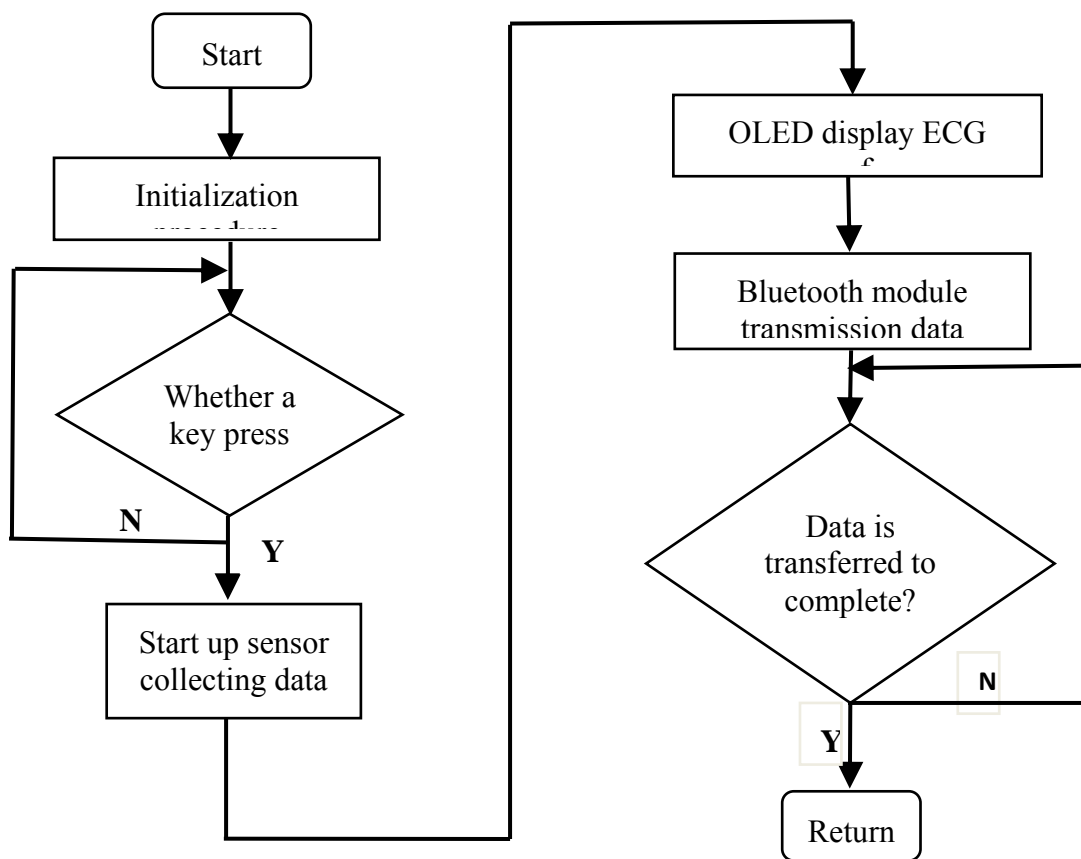 Start
Initialization
Whether a
key press
N
Y
Start up sensor
collecting data
OLED display ECG
Bluetooth module
transmission data
Data is
transferred to
complete?
N
Y
Return